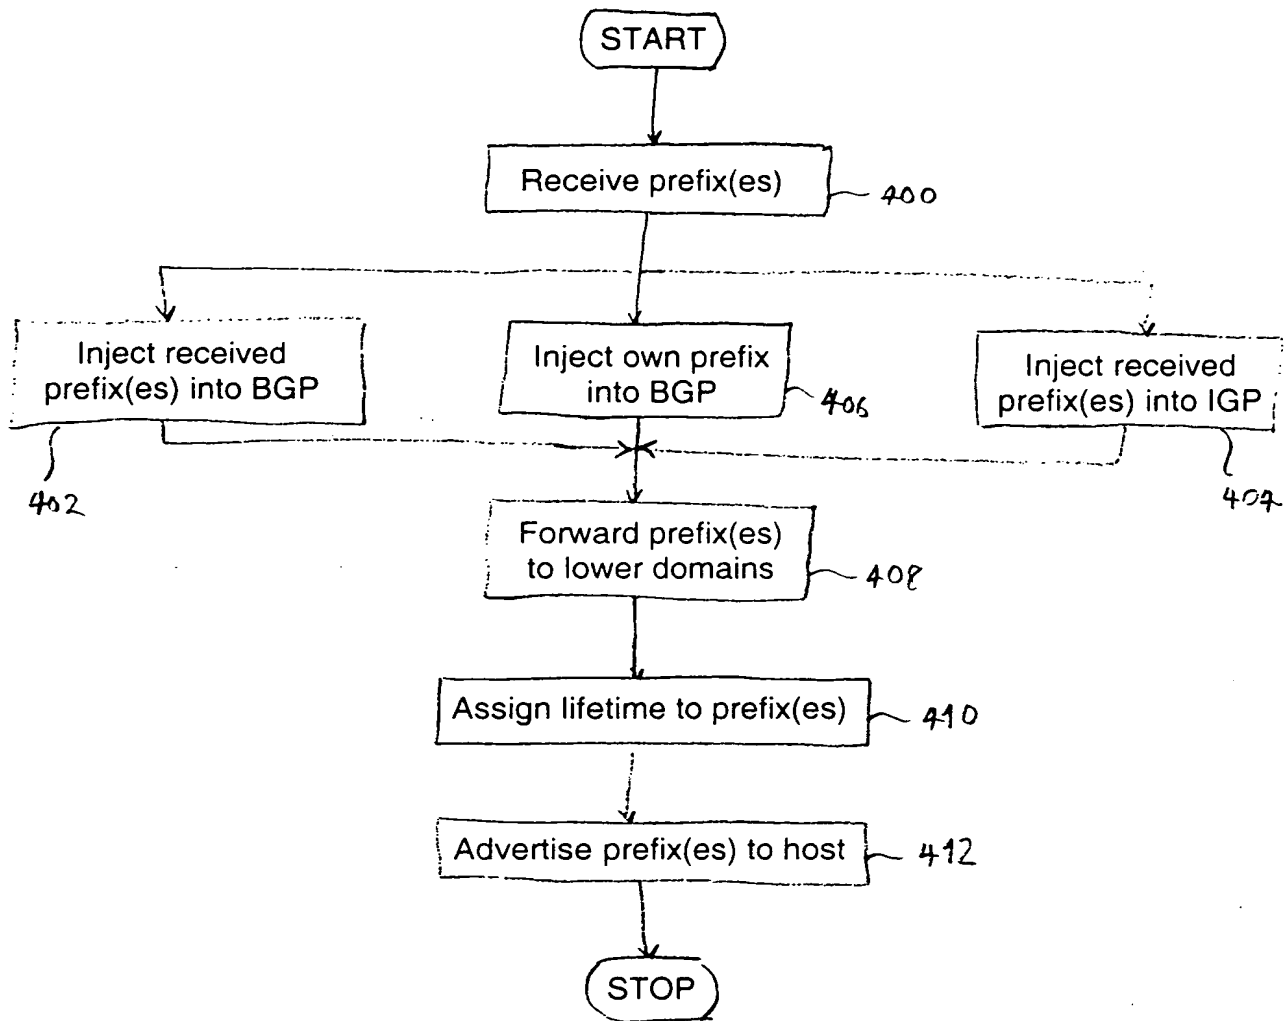 START
Receive prefix(es)
400
Inject received
prefix(es) into BGP
402
Inject own prefix
into BGP
406
Inject received
prefix(es) into IGP
404
Forward prefix(es)
to lower domains
408
Assign lifetime to prefix(es)
410
Advertise prefix(es) to host
412
STOP